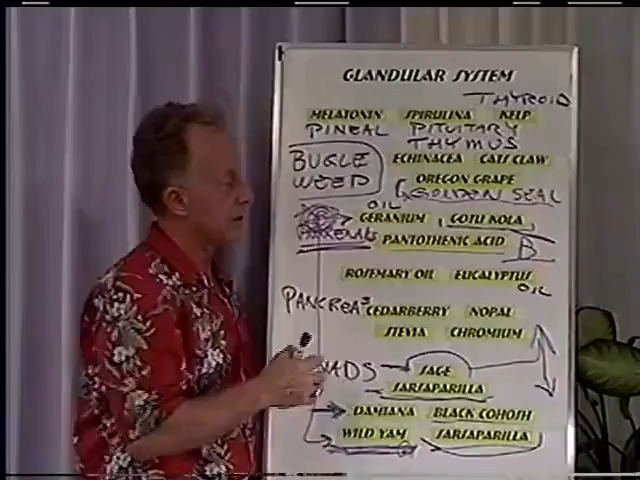 GLANDULAR SYSTEM
THYROID
MELATONIN SPIRULINA KELP
PINEAL PITUITARY
THYMUS
BUGLE WEED
ECHINACEA CATS CLAW
OREGON GRAPE
GOLDEN SEAL
OIL
GERANIUM GOTU KOLA
ADRENALS PANTOTHENIC ACID B
ROSEMARY OIL EUCALYPTUS
OIL
PANCREAS CEDARBERRY NOPAL
STEVIA CHROMIUM
NADS SAGE
SARSAPARILLA
DAMIANA BLACK COHOSH
WILD YAM SARSAPARILLA